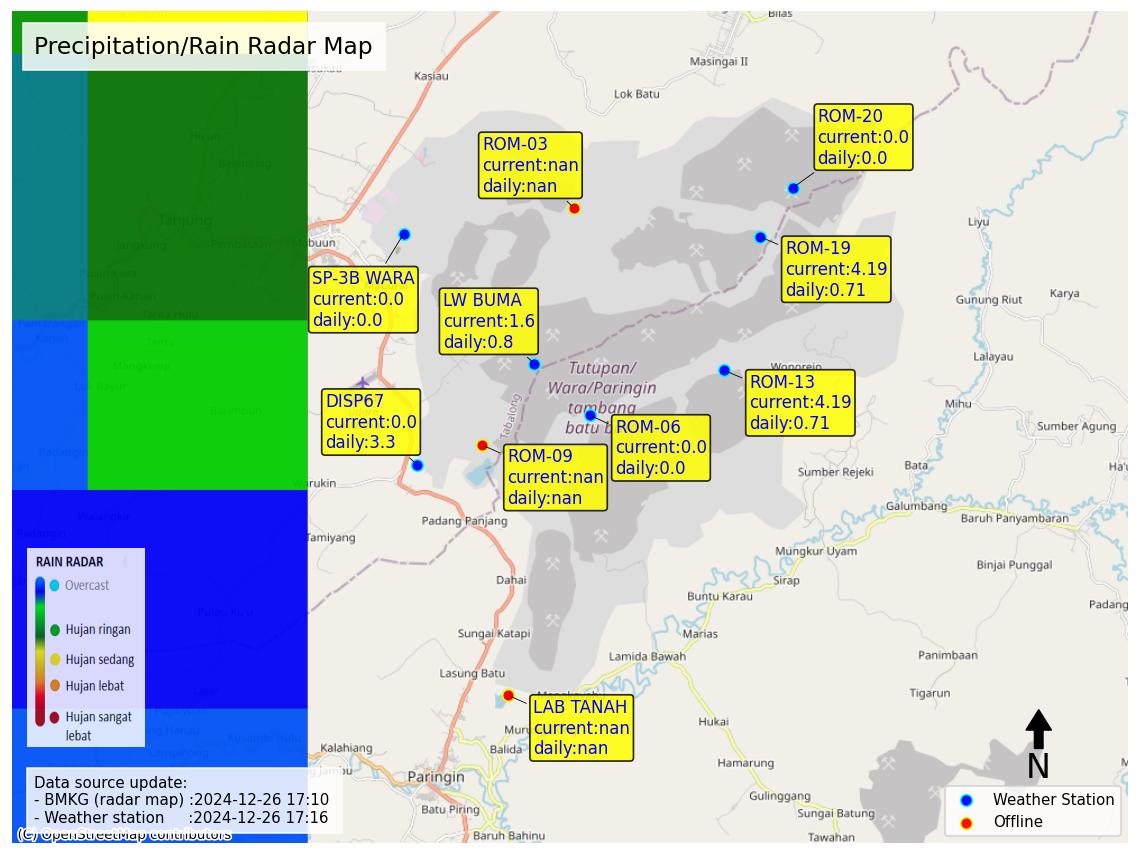 Precipitation/Rain Radar Map
Bilas
Masingai II
Kasiau
Lok Batu
ROM-20
current:0.0
daily:0.0
ROM-03
current:nan
daily:nan
Tanjung
Mabuun
Liyu
ROM-19
current:4.19
daily:0.71
SP-3B WARA
current:0.0
daily:0.0
LW BUMA
current:1.6
daily:0.8
Gunung Riut
Karya
Lalayau
Wonorejo
Tutupan/
Wara/Paringin
tambang
batu b
ROM-13
current:4.19
daily:0.71
Mihu
DISP67
current:0.0
daily:3.3
Tabalong
ROM-06
current:0.0
daily:0.0
Sumber Agung
ROM-09
current:nan
daily:nan
Sumber Rejeki
Bata
Ha'u
Warukin
Galumbang
Baruh Panyambaran
Padang Panjang
Tamiyang
Mungkur Uyam
Binjai Punggal
Dahai
Sirap
Buntu Karau
Padang
Marias
Sungai Katapi
Lamida Bawah
Panimbaan
Lasung Batu
Tigarun
RAIN RADAR
Overcast
Hujan ringan
Hujan sedang
Hujan lebat
Hujan sangat
lebat
LAB TANAH
current:nan
daily:nan
Hukai
Balida
Kalahiang
Hamarung
Paringin
N
Gulinggang
Batu Piring
Sungai Batung
Baruh Bahinu
Tawahan
Data source update:
- BMKG (radar map) :2024-12-26 17:10
- Weather station :2024-12-26 17:16
(C) OpenStreetMap contributors
Weather Station
Offline